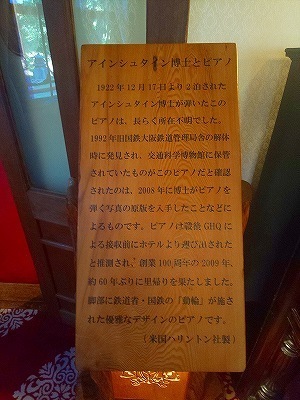 アインシュタイン博士とピアノ
1922年12月17日より2泊された
アインシュタイン博士が弾いたこの
ピアノは、長らく所在不明でした。
1992年旧国鉄大阪鉄道管理局舎の解体
時に発見され、交通科学博物館に保管
されていたものがこのピアノだと確認
されたのは、2008年に博士がピアノを
弾く写真の原版を入手したことなどに
よるものです。ピアノは戦後GHQに
よる接収前にホテルより運び出された
と推測され、創業100周年の2009年、
約60年ぶりに里帰りを果たしました。
脚部に鉄道省・国鉄の「動輪」が施さ
れた優雅なデザインのピアノです。
(米国ハリントン社製)